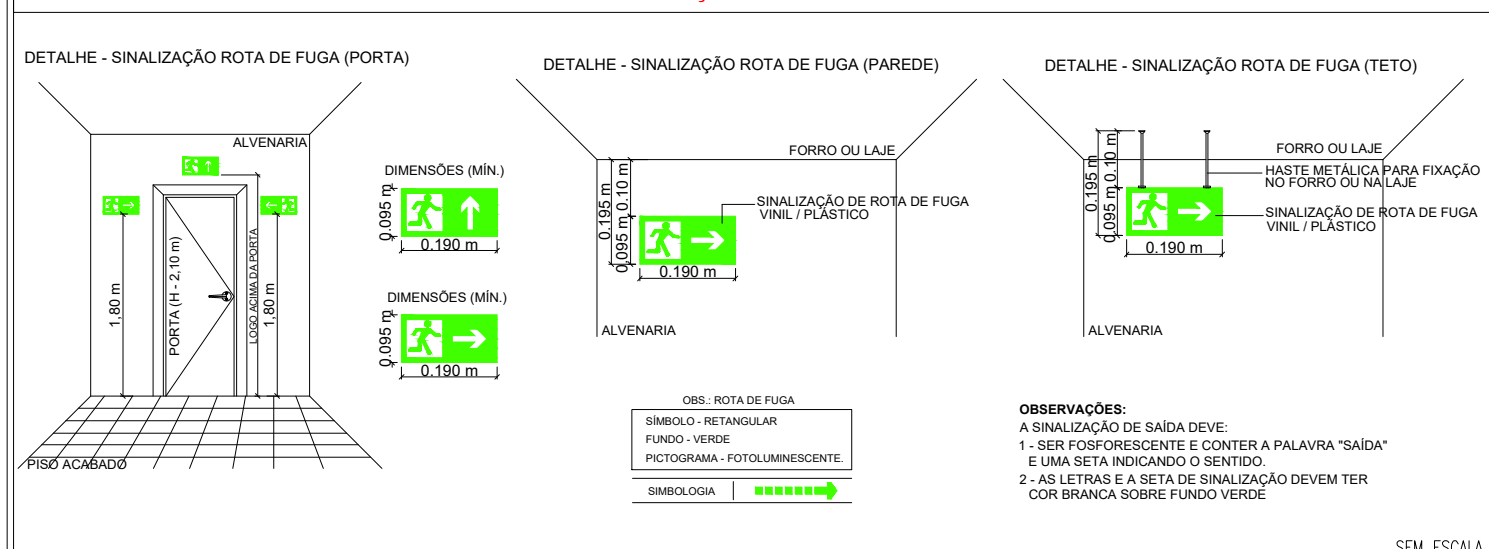 DETALHE - SINALIZAÇÃO ROTA DE FUGA (PORTA)
ALVENARIA
1,80 m
PORTA (H - 2,10 m)
LOGO ACIMA DA PORTA
1,80 m
PISO ACABADO
DIMENSÕES (MÍN.)
0.095 m
0.190 m
DIMENSÕES (MÍN.)
0.095 m
0.190 m
DETALHE - SINALIZAÇÃO ROTA DE FUGA (PAREDE)
FORRO OU LAJE
0.195 m
0.10 m
0,095 m
SINALIZAÇÃO DE ROTA DE FUGA
VINIL / PLÁSTICO
0.190 m
ALVENARIA
OBS.: ROTA DE FUGA
SÍMBOLO - RETANGULAR
FUNDO - VERDE
PICTOGRAMA - FOTOLUMINESCENTE.
SIMBOLOGIA
DETALHE - SINALIZAÇÃO ROTA DE FUGA (TETO)
FORRO OU LAJE
HASTE METÁLICA PARA FIXAÇÃO
NO FORRO OU NA LAJE
0.195 m
0.10 m
0.095 m
SINALIZAÇÃO DE ROTA DE FUGA
VINIL / PLÁSTICO
0.190 m
ALVENARIA
OBSERVAÇÕES:
A SINALIZAÇÃO DE SAÍDA DEVE:
1 - SER FOSFORESCENTE E CONTER A PALAVRA "SAÍDA"
E UMA SETA INDICANDO O SENTIDO.
2 - AS LETRAS E A SETA DE SINALIZAÇÃO DEVEM TER
COR BRANCA SOBRE FUNDO VERDE
SEM ESCALA